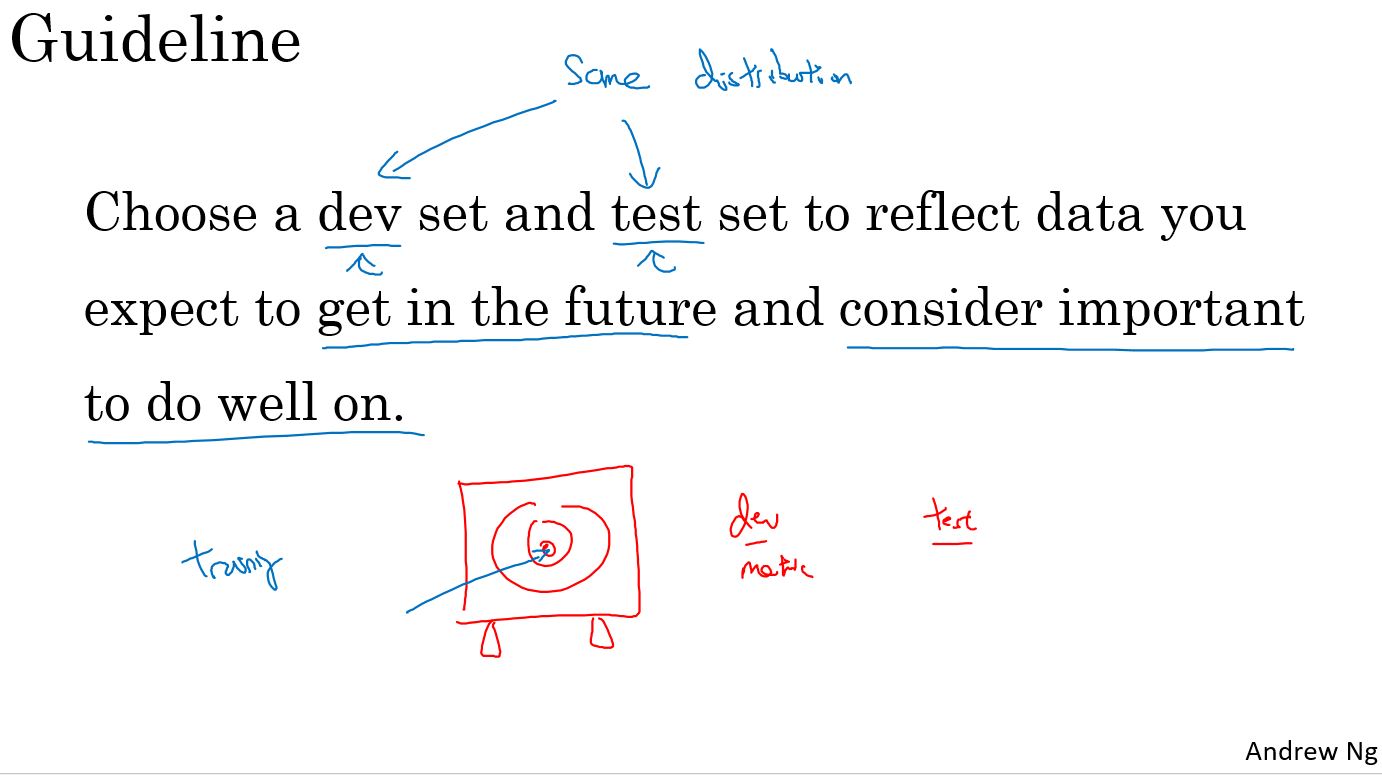 Guideline
Same distribution
Choose a dev set and test set to reflect data you
expect to get in the future and consider important
to do well on.
dev test
training
metric
Andrew Ng